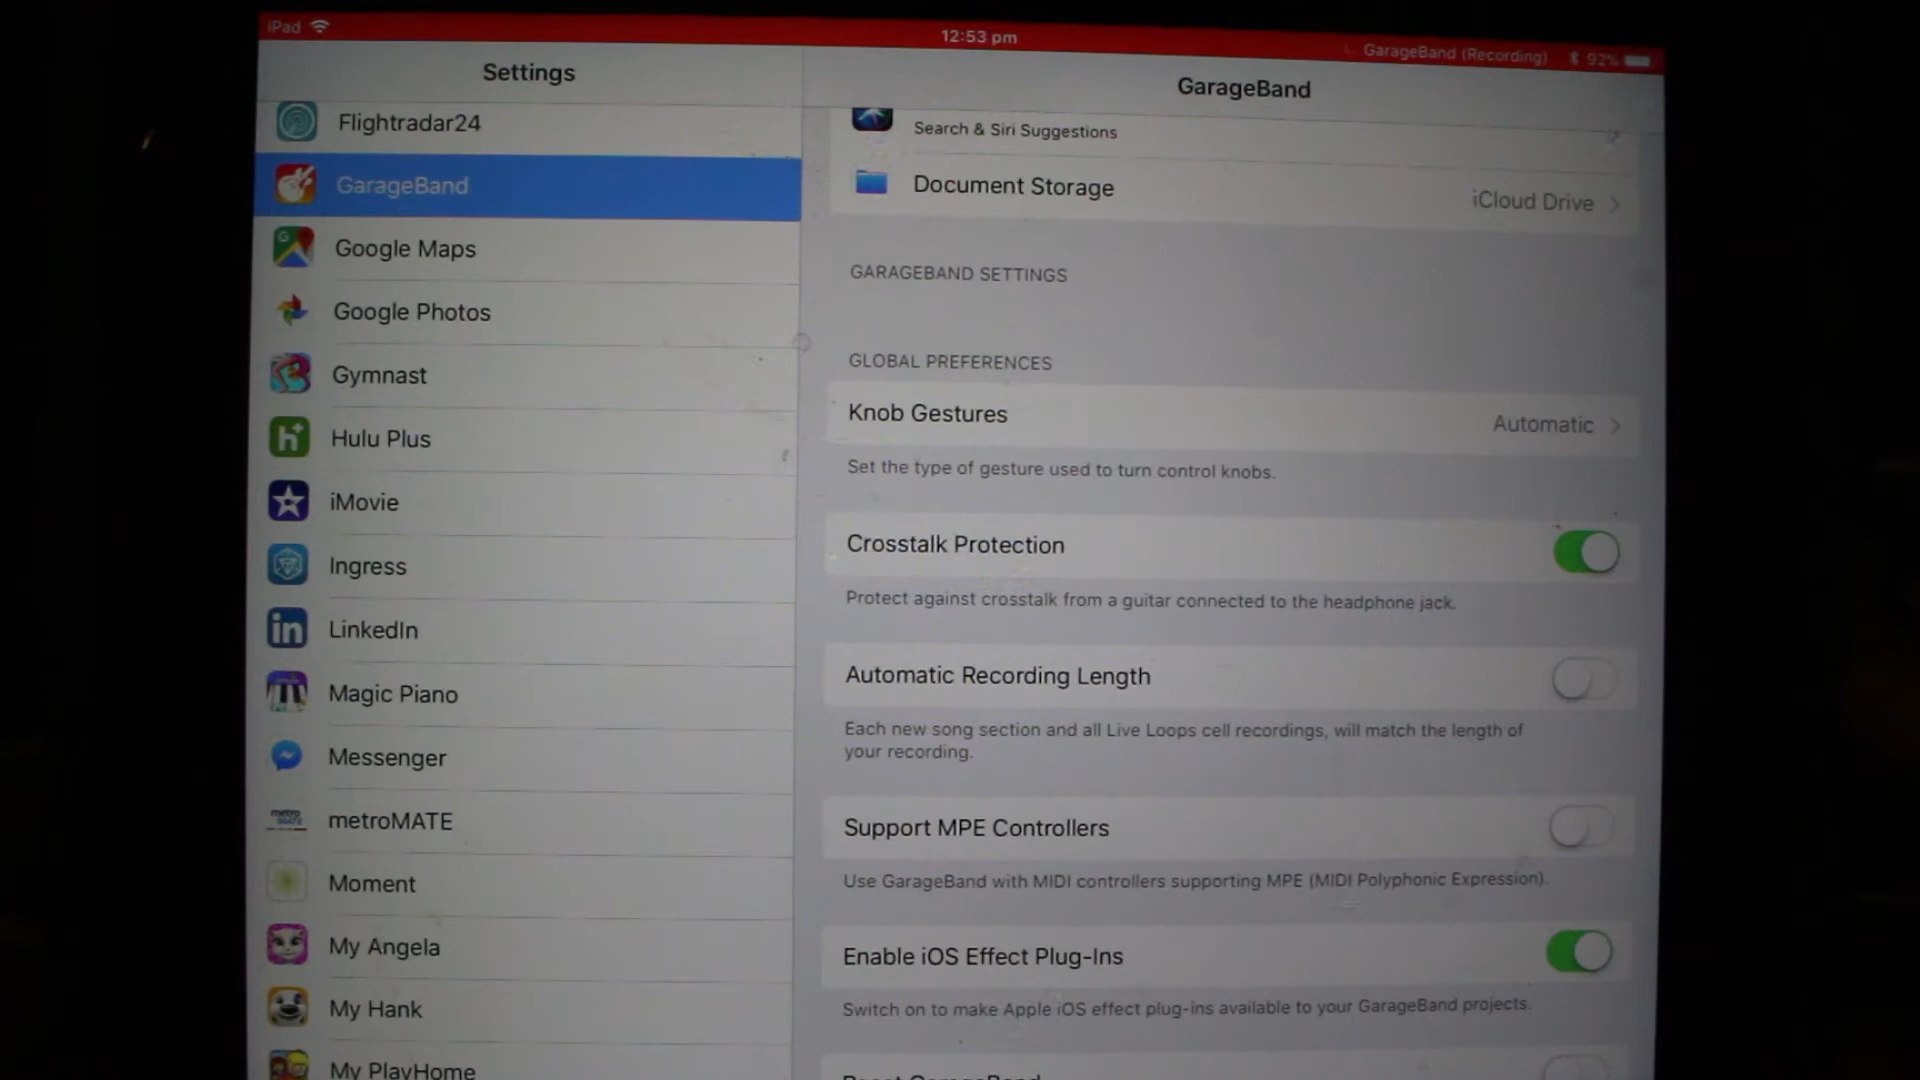 iPad
12:53 pm
GarageBand (Recording)
92%
Settings
Flightradar24
GarageBand
Google Maps
Google Photos
Gymnast
Hulu Plus
iMovie
Ingress
LinkedIn
Magic Piano
Messenger
metroMATE
Moment
My Angela
My Hank
My PlayHome
GarageBand
Search & Siri Suggestions
Document Storage
iCloud Drive
GARAGEBAND SETTINGS
GLOBAL PREFERENCES
Knob Gestures
Automatic
Set the type of gesture used to turn control knobs.
Crosstalk Protection
Protect against crosstalk from a guitar connected to the headphone jack.
Automatic Recording Length
Each new song section and all Live Loops cell recordings, will match the length of
your recording.
Support MPE Controllers
Use GarageBand with MIDI controllers supporting MPE (MIDI Polyphonic Expression).
Enable iOS Effect Plug-Ins
Switch on to make Apple iOS effect plug-ins available to your GarageBand projects.